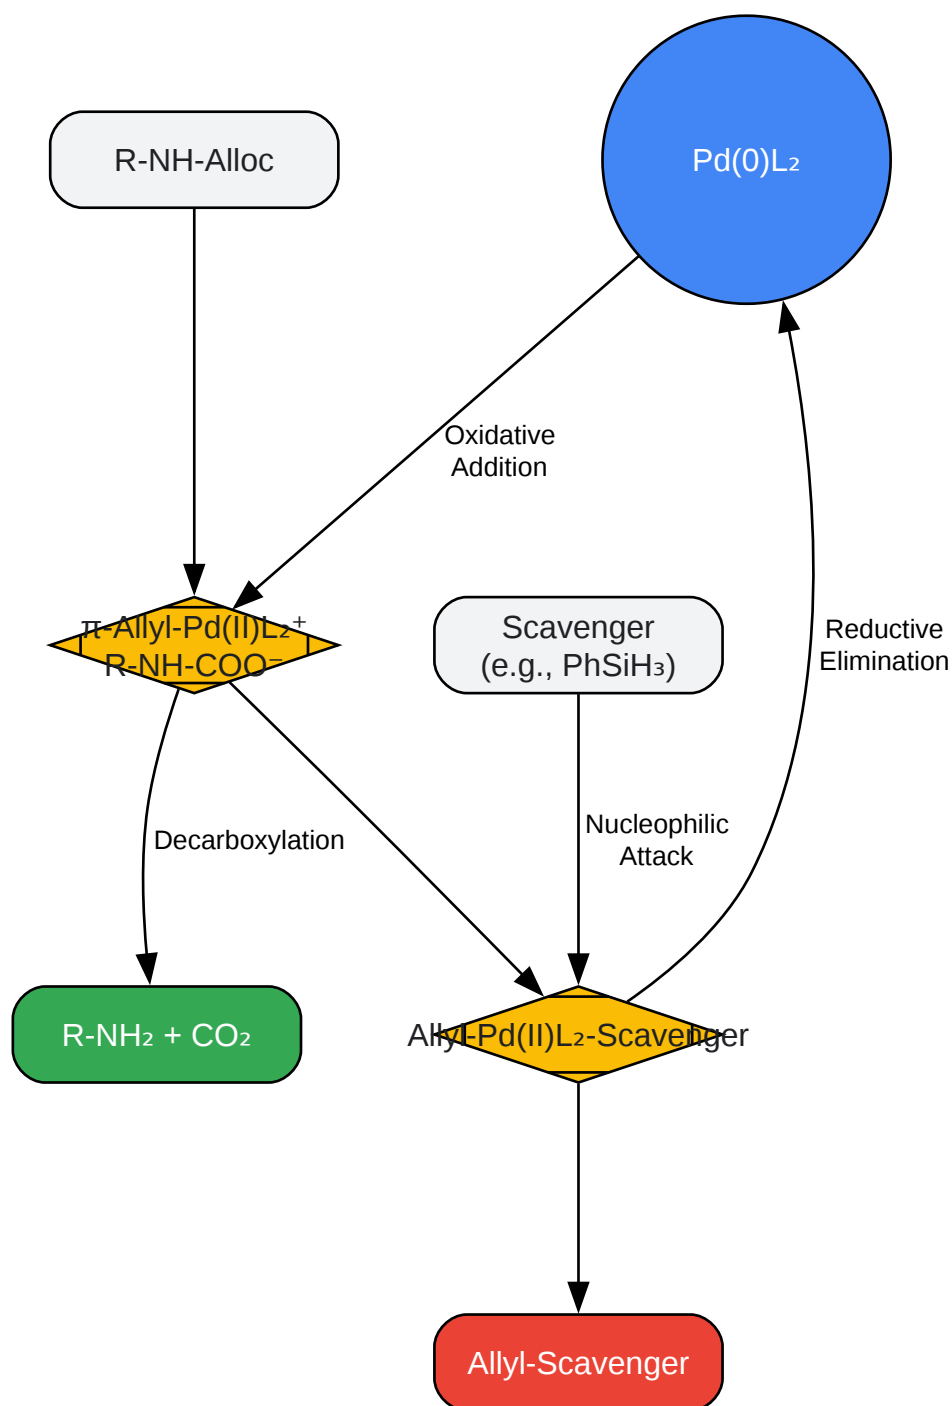 R-NH-Alloc
Pd(0)L₂
Oxidative
Addition
π-Allyl-Pd(II)L₂⁺
R-NH-COO⁻
Scavenger
(e.g., PhSiH₃)
Reductive
Elimination
Decarboxylation
Nucleophilic
Attack
R-NH₂ + CO₂
Allyl-Pd(II)L₂-Scavenger
Allyl-Scavenger